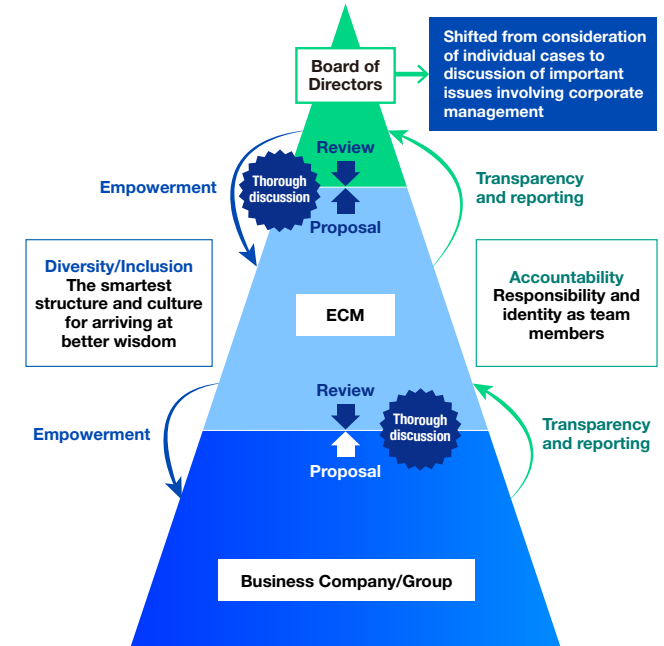 Board of
Directors
Shifted from consideration
of individual cases to
discussion of important
issues involving corporate
management
Review
Thorough
discussion
Empowerment
Proposal
Transparency
and reporting
Diversity/Inclusion
The smartest
structure and culture
for arriving at
better wisdom
ECM
Accountability
Responsibility and
identity as team
members
Review
Thorough
discussion
Empowerment
Proposal
Transparency
and reporting
Business Company/Group